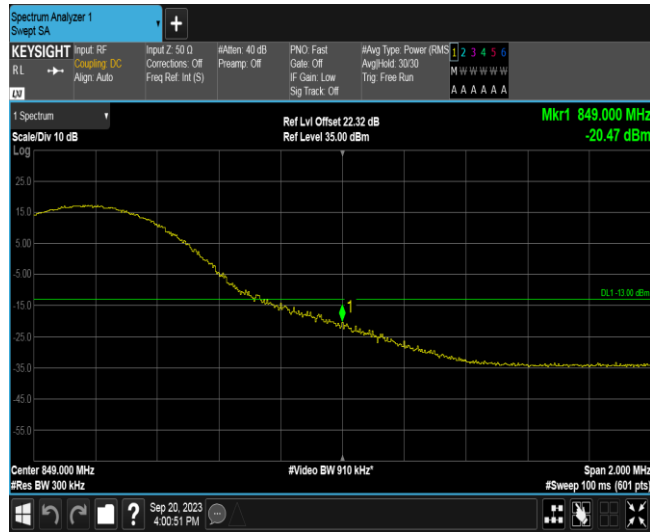 Spectrum Analyzer 1
Swept SA
+
KEYSIGHT
RL
LXI
Input: RF
Coupling: DC
Align: Auto
Input Z: 50 Ω
Corrections: Off
Freq Ref: Int (S)
#Atten: 40 dB
Preamp: Off
PNO: Fast
Gate: Off
IF Gain: Low
Sig Track: Off
#Avg Type: Power (RMS
Avg|Hold: 30/30
Trig: Free Run
1 2 3 4 5 6
M W W W W W
A A A A A A
1 Spectrum
Scale/Div 10 dB
Log
Ref Lvl Offset 22.32 dB
Ref Level 35.00 dBm
Mkr1 849.000 MHz
-20.47 dBm
25.0
15.0
5.00
-5.00
-15.0
-25.0
-35.0
-45.0
-55.0
DL1 -13.00 dBm
1
Center 849.000 MHz
#Res BW 300 kHz
#Video BW 910 kHz*
Span 2.000 MHz
#Sweep 100 ms (601 pts)
?
Sep 20, 2023
4:00:51 PM